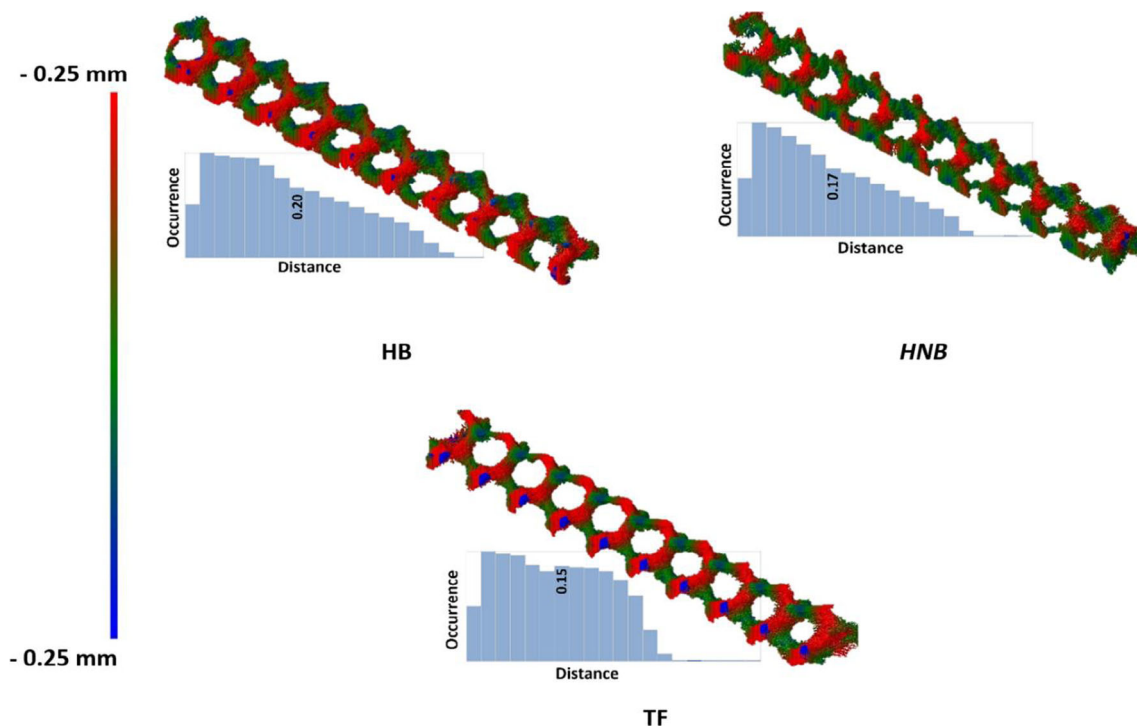 - 0.25 mm
Occurrence
0.20
Distance
HB
Occurrence
0.17
Distance
HNB
- 0.25 mm
Occurrence
0.15
Distance
TF